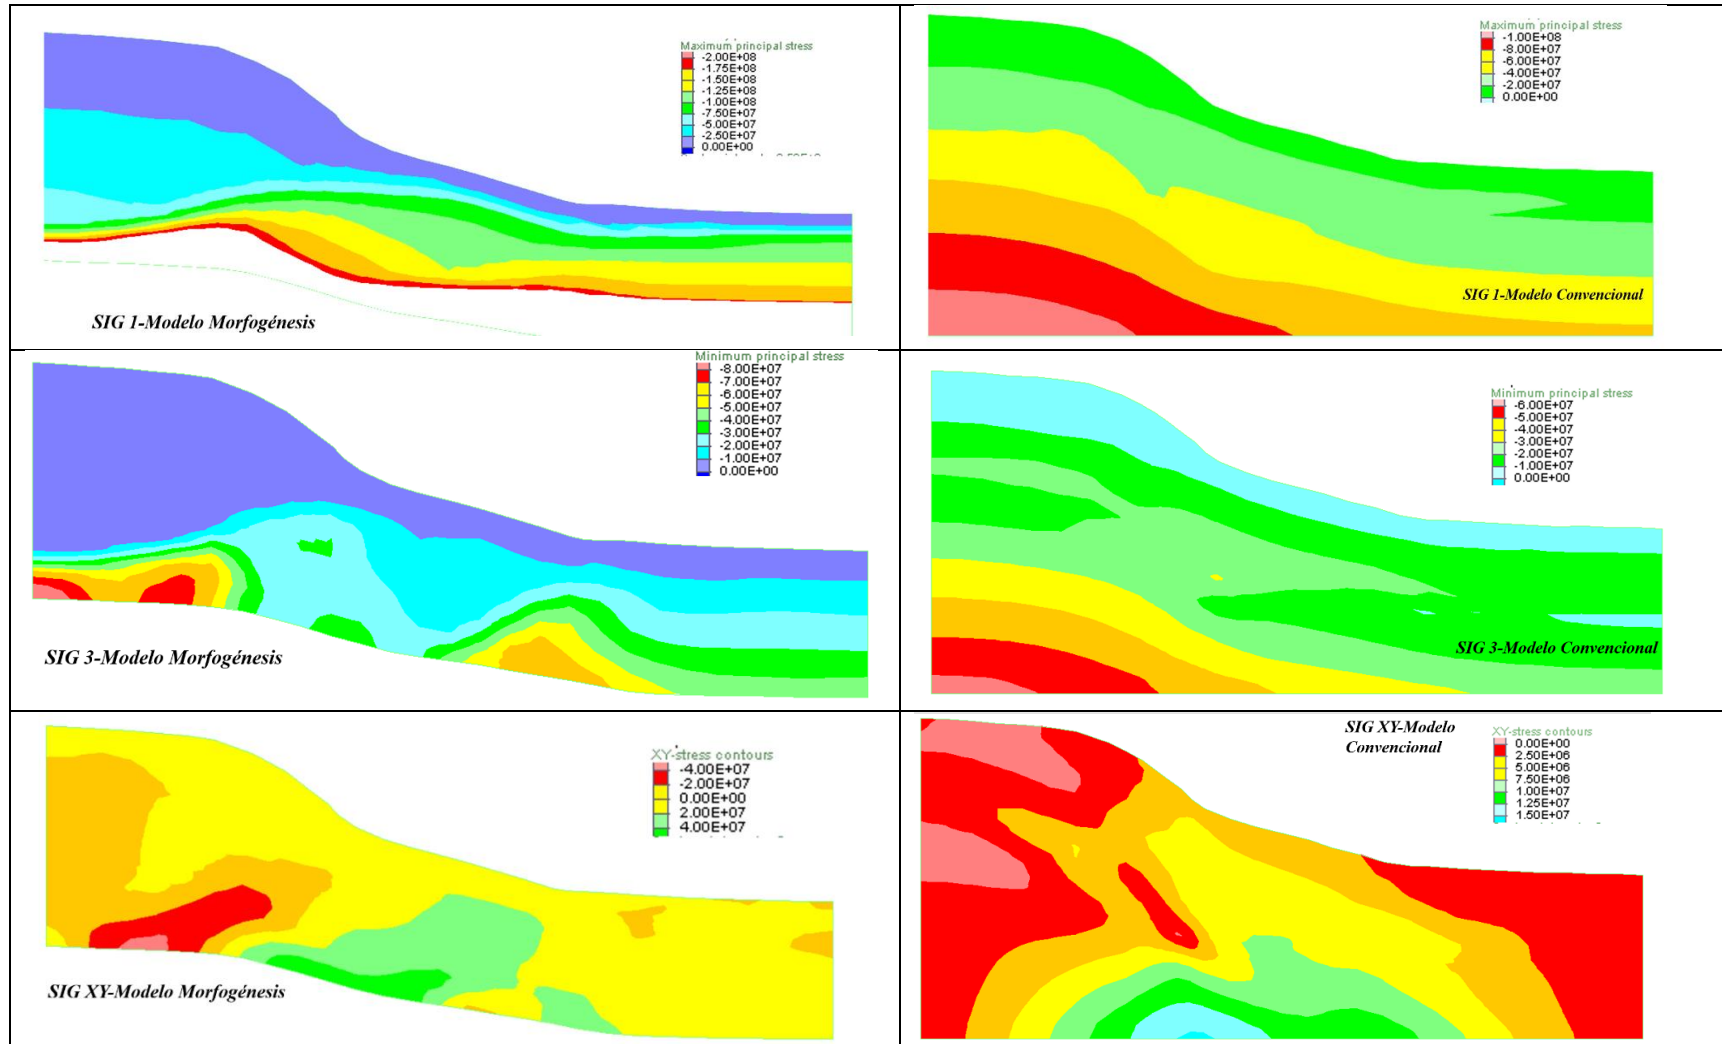 Maximum principal stress
-2.00E+08
-1.75E+08
-1.50E+08
-1.25E+08
-1.00E+08
-7.50E+07
-5.00E+07
-2.50E+07
0.00E+00
SIG 1-Modelo Morfogénesis
Maximum principal stress
-1.00E+08
-8.00E+07
-6.00E+07
-4.00E+07
-2.00E+07
0.00E+00
SIG 1-Modelo Convencional
Minimum principal stress
-8.00E+07
-7.00E+07
-6.00E+07
-5.00E+07
-4.00E+07
-3.00E+07
-2.00E+07
-1.00E+07
0.00E+00
SIG 3-Modelo Morfogénesis
Minimum principal stress
-6.00E+07
-5.00E+07
-4.00E+07
-3.00E+07
-2.00E+07
-1.00E+07
0.00E+00
SIG 3-Modelo Convencional
XY-stress contours
-4.00E+07
-2.00E+07
0.00E+00
2.00E+07
4.00E+07
SIG XY-Modelo Morfogénesis
SIG XY-Modelo
Convencional
XY-stress contours
0.00E+00
2.50E+06
5.00E+06
7.50E+06
1.00E+07
1.25E+07
1.50E+07